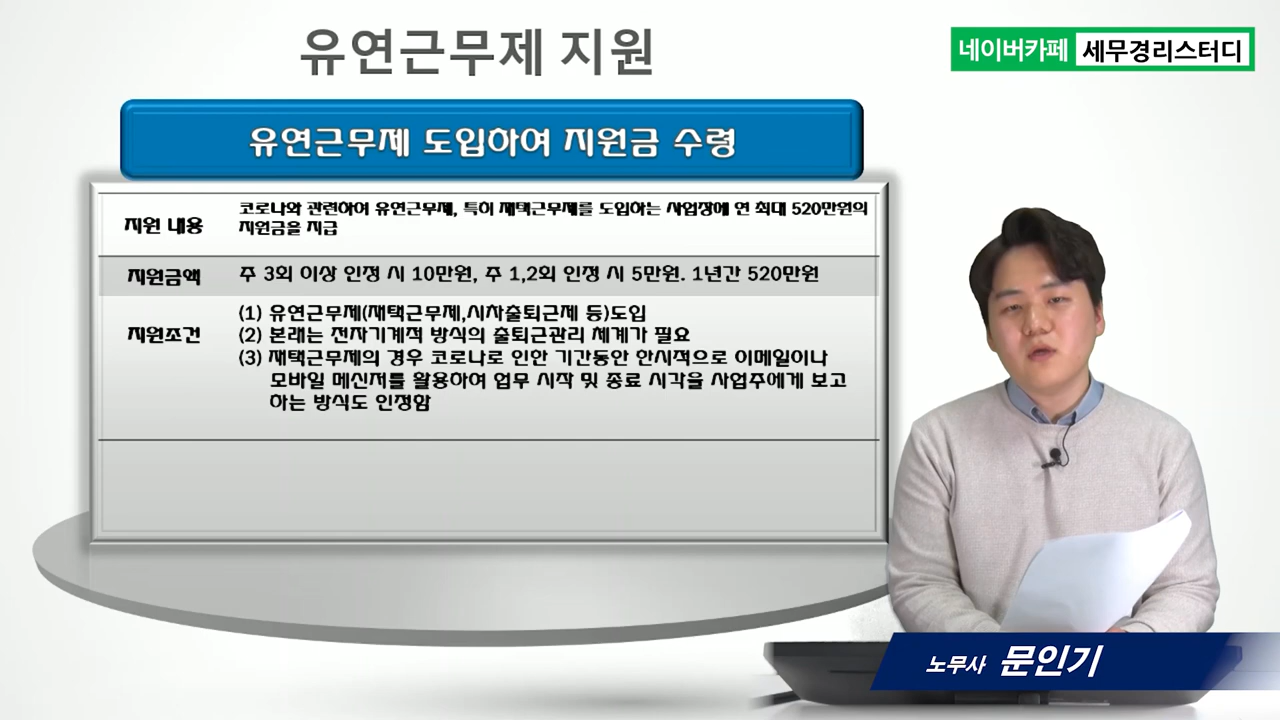 유연근무제 지원
네이버카페 세무경리스터디
유연근무제 도입하여 지원금 수령
지원 내용
코로나와 관련하여 유연근무제, 특히 재택근무제를 도입하는 사업장에 연 최대 520만원의
지원금을 지급
지원금액
주 3회 이상 인정 시 10만원, 주 1,2회 인정 시 5만원. 1년간 520만원
지원조건
(1) 유연근무제(재택근무제,시차출퇴근제 등)도입
(2) 본래는 전자기계적 방식의 출퇴근관리 체계가 필요
(3) 재택근무제의 경우 코로나로 인한 기간동안 한시적으로 이메일이나
모바일 메신저를 활용하여 업무 시작 및 종료 시각을 사업주에게 보고
하는 방식도 인정함
노무사 문인기